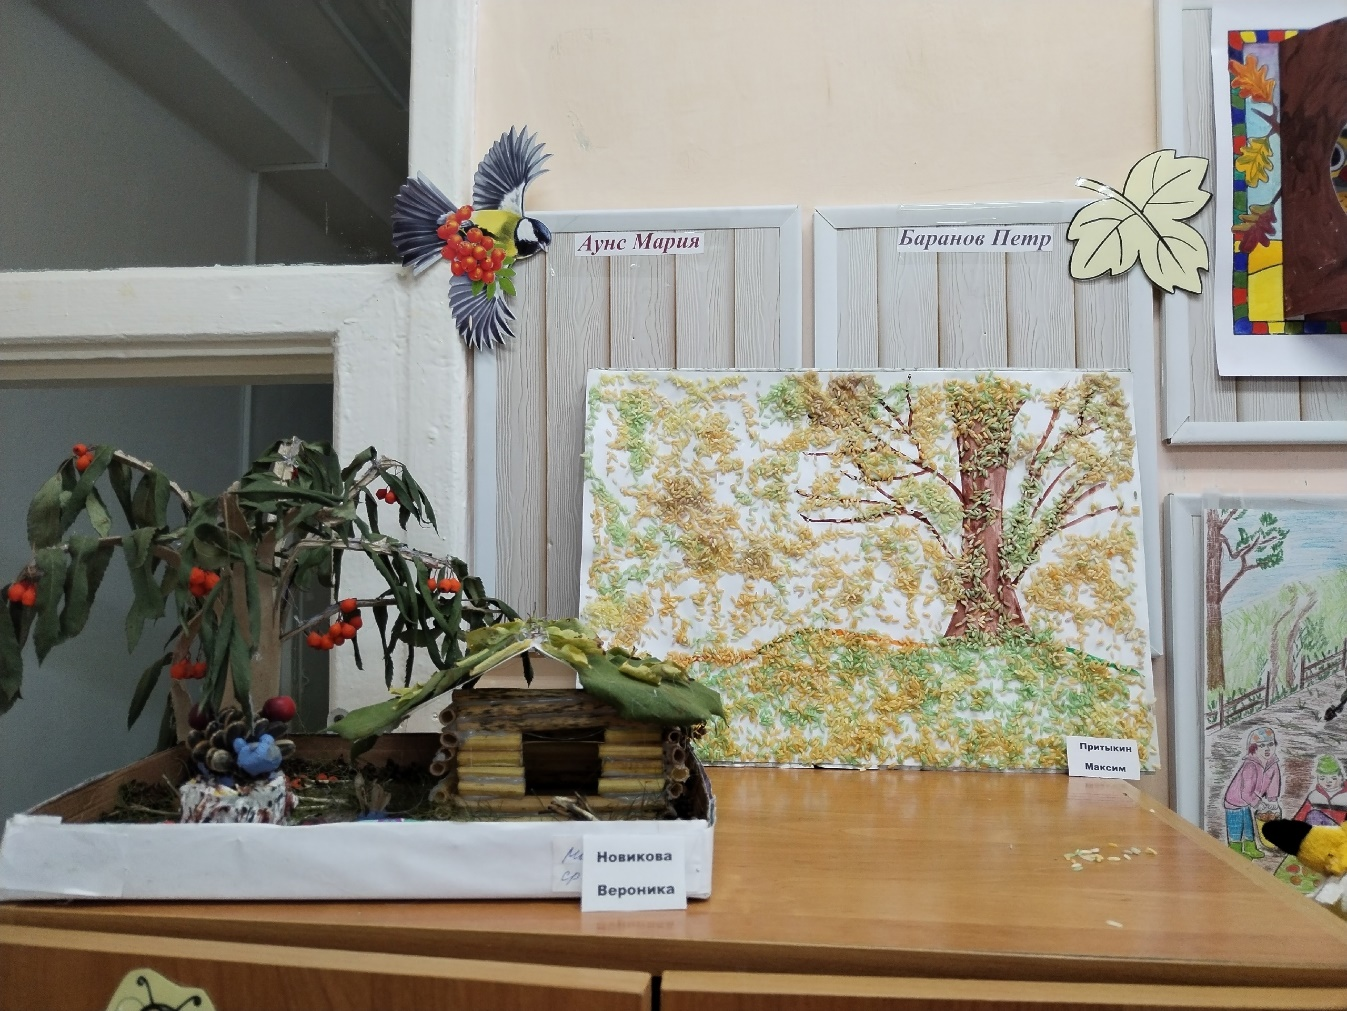 Аунс Мария
Баранов Петр
Притыкин
Максим
Новикова
Вероника